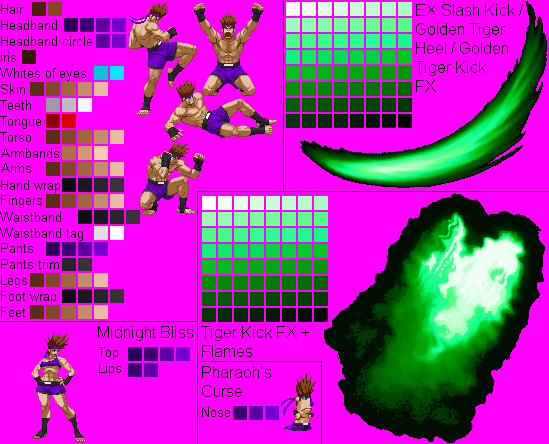 Hair
Headband
Headband circle
Iris
Whites of eyes
Skin
Teeth
Tongue
Torso
Armbands
Arms
Hand wrap
Fingers
Waistband
Waistband tag
Pants
Pants trim
Legs
Foot wrap
Feet
EX Slash Kick /
Golden Tiger
Heel / Golden
Tiger Kick
FX
Midnight Bliss
Top
Lips
Tiger Kick FX +
Flames
Pharaoh's
Curse
Nose